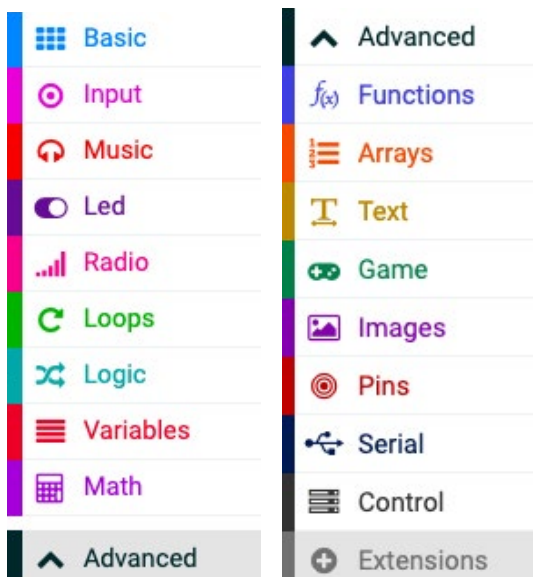 Basic
Input
Music
Led
Radio
Loops
Logic
Variables
Math
Advanced
Advanced
f(x) Functions
Arrays
Text
Game
Images
Pins
Serial
Control
Extensions